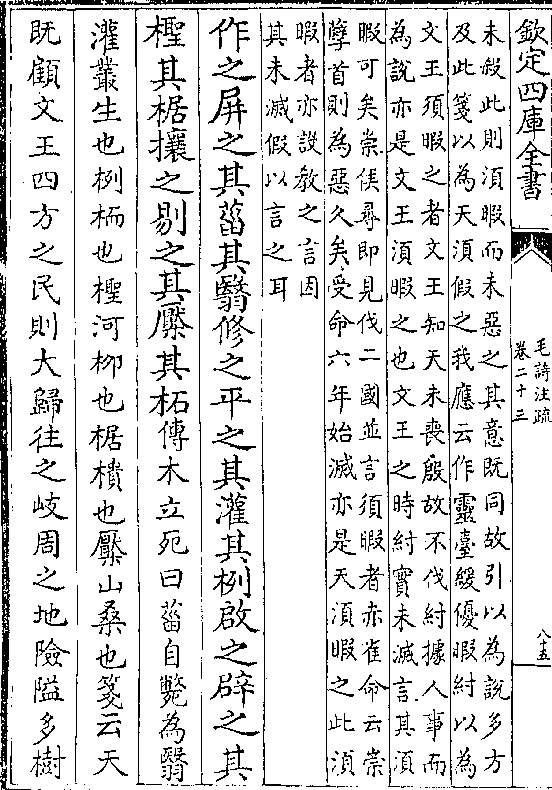 欽定四庫全書
毛詩注疏
卷二十三
八十五
未殺此則須暇而未惡之其意既同故引以為說多方
及此箋以為天須假之我應云作靈臺緩優暇紂以為
文王須暇之者文王知天未喪殷故不伐紂據人事而
為說亦是文王須暇之也文王之時紂實未滅言其須
暇可矣崇侯尋即見伐二國並言須暇者亦雀命云崇
孽首則為惡久矣受命六年始滅亦是天須暇之此須
暇者亦設教之言因
其未滅假以言之耳
作之屏之其菑其翳修之平之其灌其栵啟之辟之其
檉其椐攘之剔之其檿其柘傳木立死曰菑自斃為翳
灌叢生也栵栭也檉河柳也椐樻也檿山桑也箋云天
既顧文王四方之民則大歸往之岐周之地險隘多樹